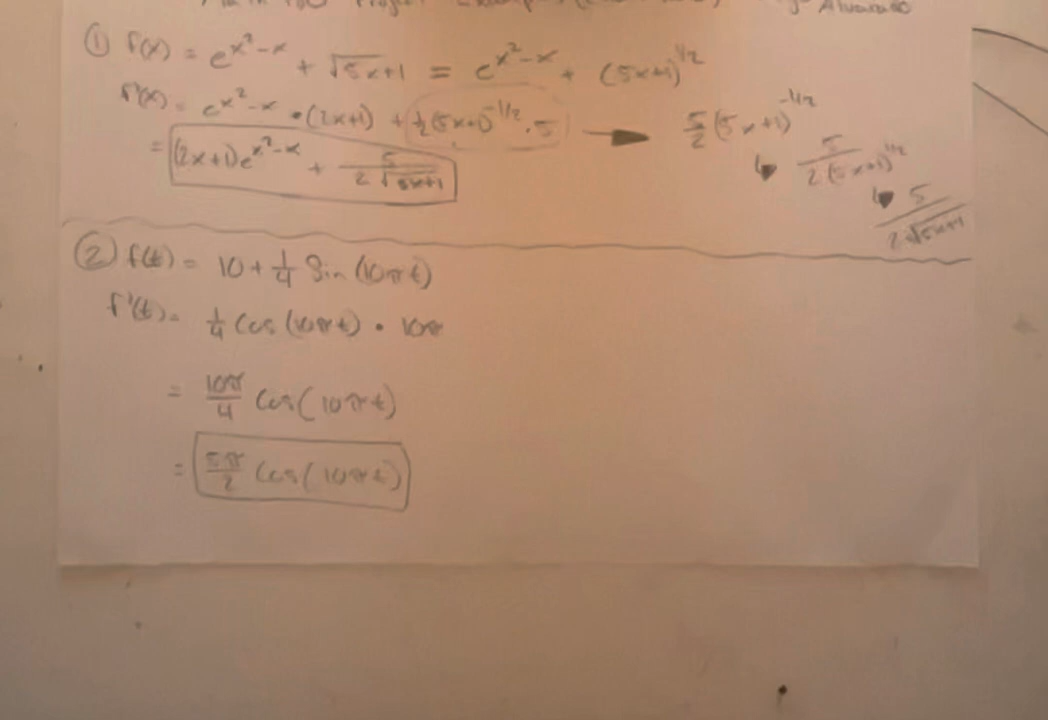 Project Alvarado
① f(x) = e^(x²-x) + √5x+1 = e^(x²-x) + (5x+1)^1/2
f'(x) = e^(x²-x) • (2x+1) + ½(5x+1)^-1/2 · 5 → 5/2 (5x+1)^-1/2
= (2x+1)e^(x²-x) + 5/(2√5x+1) ↳ 5/(2(5x+1)^1/2)
↳ 5/(2√5x+1)
② f(t) = 10 + ¼ Sin (10πt)
f'(t) = ¼ Cos (10πt) • 10π
= 10π/4 Cos(10πt)
= 5π/2 Cos(10πt)